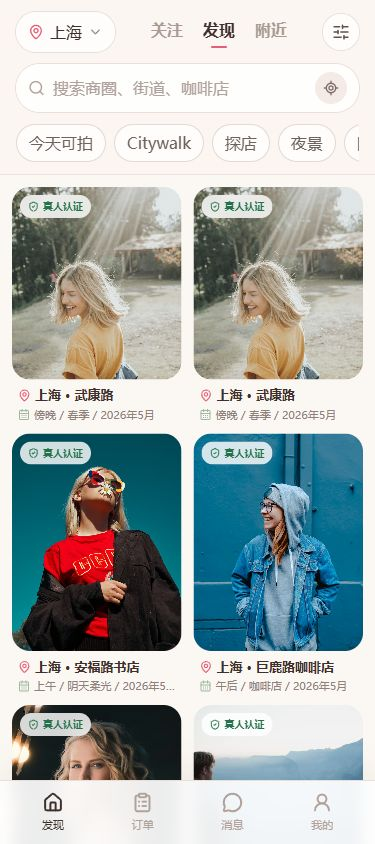 上海
关注 发现 附近
搜索商圈、街道、咖啡店
今天可拍 Citywalk 探店 夜景
真人认证 真人认证
上海 • 武康路 上海 • 武康路
傍晚 / 春季 / 2026年5月 傍晚 / 春季 / 2026年5月
真人认证 真人认证
上海 • 安福路书店 上海 • 巨鹿路咖啡店
上午 / 阴天柔光 / 2026年5... 午后 / 咖啡店 / 2026年5月
真人认证 真人认证
发现 订单 消息 我的